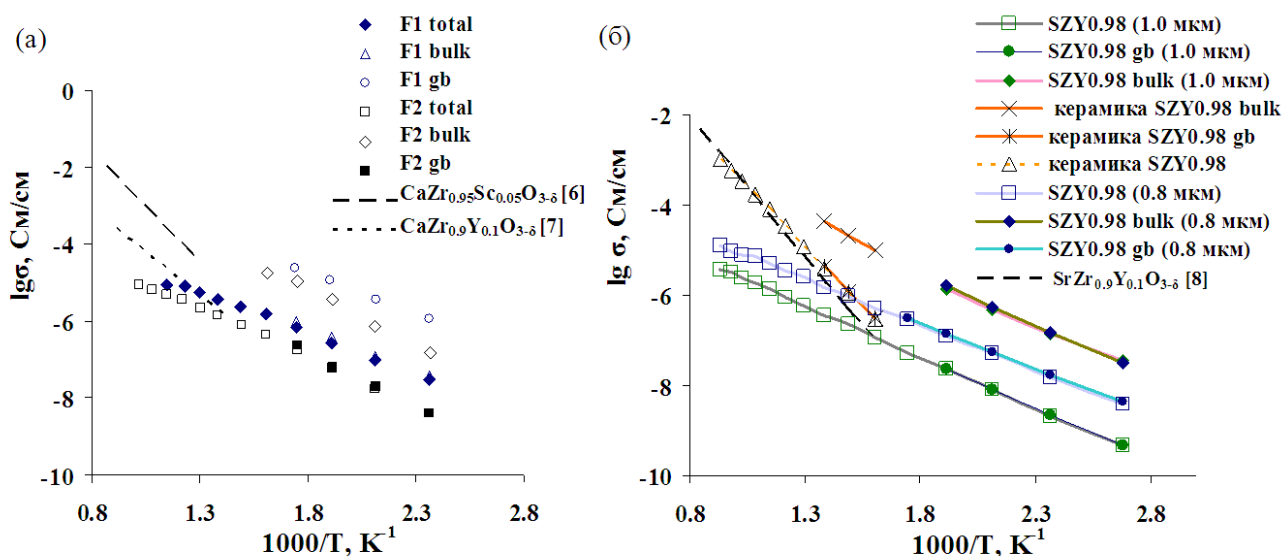 (а)
F1 total
F1 bulk
F1 gb
F2 total
F2 bulk
F2 gb
CaZr0.95Sc0.05O3-δ [6]
CaZr0.9Y0.1O3-δ [7]
lgσ, См/см
0
-2
-4
-6
-8
-10
0.8
1.3
1.8
2.3
2.8
1000/T, K-1
(б)
SZY0.98 (1.0 мкм)
SZY0.98 gb (1.0 мкм)
SZY0.98 bulk (1.0 мкм)
керамика SZY0.98 bulk
керамика SZY0.98 gb
керамика SZY0.98
SZY0.98 (0.8 мкм)
SZY0.98 bulk (0.8 мкм)
SZY0.98 gb (0.8 мкм)
SrZr0.9Y0.1O3-δ [8]
lg σ, См/см
-2
-4
-6
-8
-10
0.8
1.3
1.8
2.3
2.8
1000/T, K-1